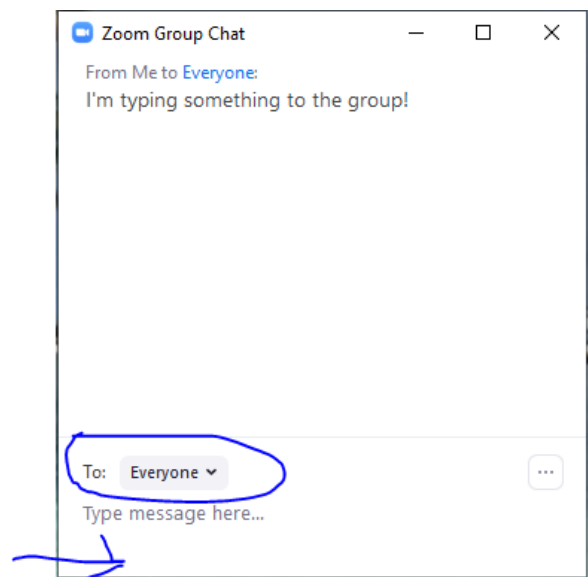 Zoom Group Chat
From Me to Everyone:
I'm typing something to the group!
To: Everyone
Type message here...